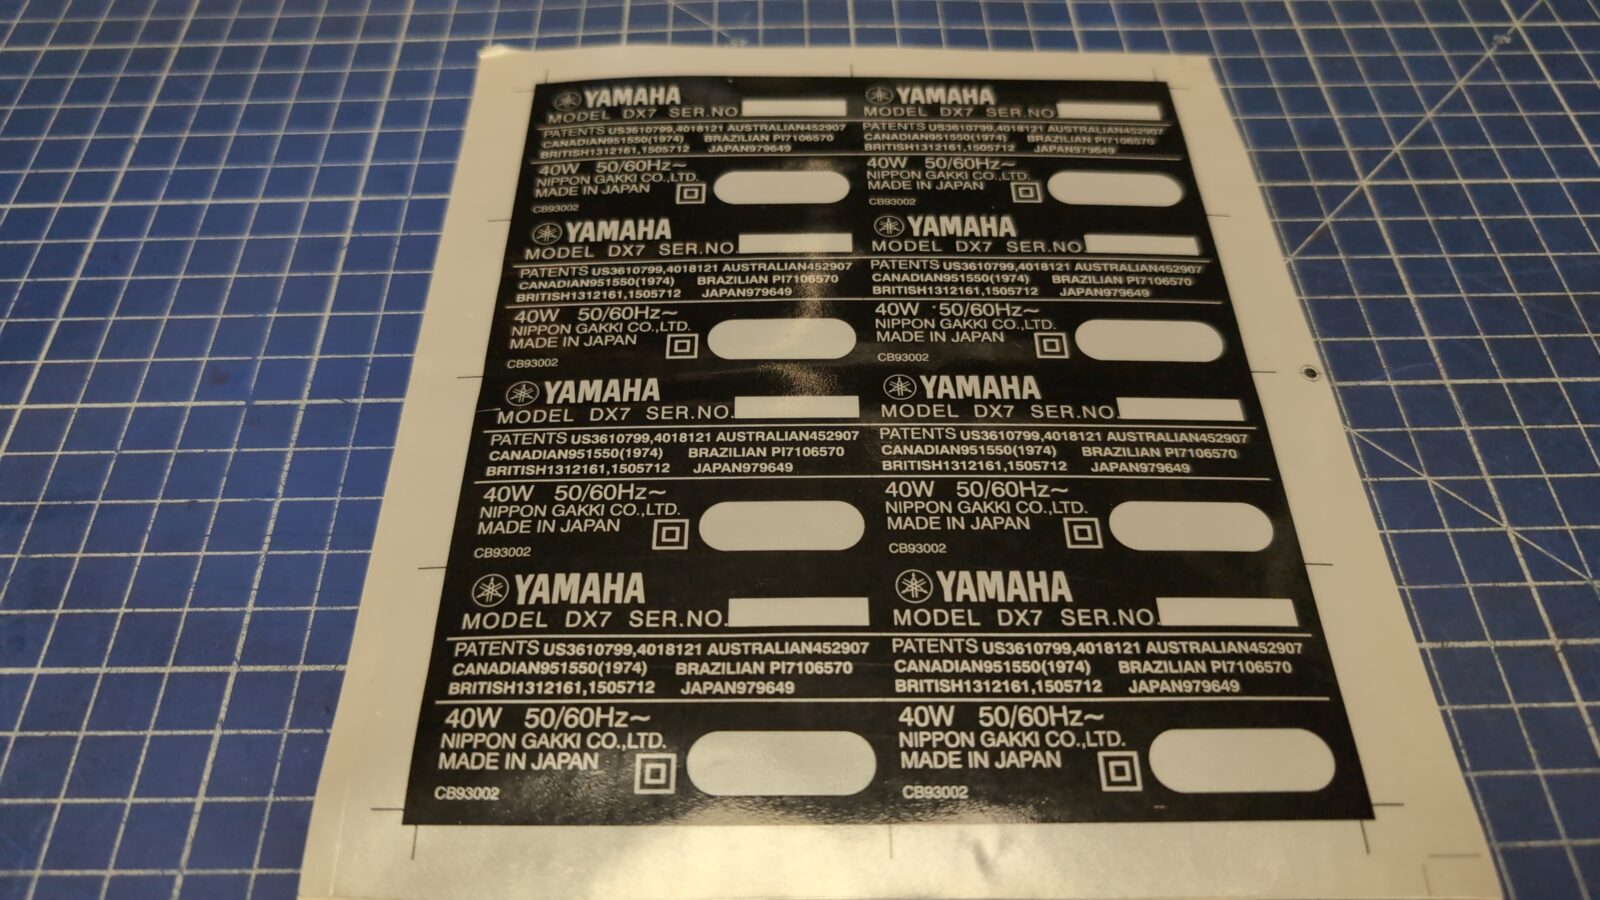 YAMAHA
MODEL DX7 SER.NO.
PATENTS US3610799,4018121 AUSTRALIAN452907
CANADIAN951550(1974) BRAZILIAN PI7106570
BRITISH1312161,1505712 JAPAN979649
40W 50/60Hz~
NIPPON GAKKI CO.,LTD.
MADE IN JAPAN
CB93002
YAMAHA
MODEL DX7 SER.NO.
PATENTS US3610799,4018121 AUSTRALIAN452907
CANADIAN951550(1974) BRAZILIAN PI7106570
BRITISH1312161,1505712 JAPAN979649
40W 50/60Hz~
NIPPON GAKKI CO.,LTD.
MADE IN JAPAN
CB93002
YAMAHA
MODEL DX7 SER.NO.
PATENTS US3610799,4018121 AUSTRALIAN452907
CANADIAN951550(1974) BRAZILIAN PI7106570
BRITISH1312161,1505712 JAPAN979649
40W 50/60Hz~
NIPPON GAKKI CO.,LTD.
MADE IN JAPAN
CB93002
YAMAHA
MODEL DX7 SER.NO.
PATENTS US3610799,4018121 AUSTRALIAN452907
CANADIAN951550(1974) BRAZILIAN PI7106570
BRITISH1312161,1505712 JAPAN979649
40W 50/60Hz~
NIPPON GAKKI CO.,LTD.
MADE IN JAPAN
CB93002
YAMAHA
MODEL DX7 SER.NO.
PATENTS US3610799,4018121 AUSTRALIAN452907
CANADIAN951550(1974) BRAZILIAN PI7106570
BRITISH1312161,1505712 JAPAN979649
40W 50/60Hz~
NIPPON GAKKI CO.,LTD.
MADE IN JAPAN
CB93002
YAMAHA
MODEL DX7 SER.NO.
PATENTS US3610799,4018121 AUSTRALIAN452907
CANADIAN951550(1974) BRAZILIAN PI7106570
BRITISH1312161,1505712 JAPAN979649
40W 50/60Hz~
NIPPON GAKKI CO.,LTD.
MADE IN JAPAN
CB93002
YAMAHA
MODEL DX7 SER.NO.
PATENTS US3610799,4018121 AUSTRALIAN452907
CANADIAN951550(1974) BRAZILIAN PI7106570
BRITISH1312161,1505712 JAPAN979649
40W 50/60Hz~
NIPPON GAKKI CO.,LTD.
MADE IN JAPAN
CB93002
YAMAHA
MODEL DX7 SER.NO.
PATENTS US3610799,4018121 AUSTRALIAN452907
CANADIAN951550(1974) BRAZILIAN PI7106570
BRITISH1312161,1505712 JAPAN979649
40W 50/60Hz~
NIPPON GAKKI CO.,LTD.
MADE IN JAPAN
CB93002